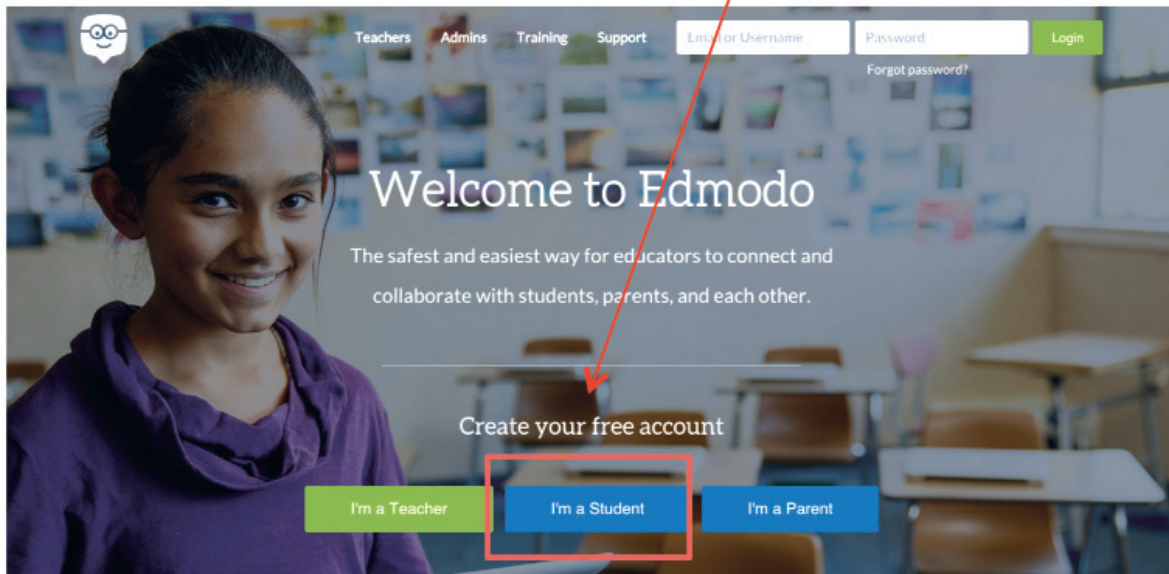 Teachers Admins Training Support Email or Username Password Login
Forgot password?
Welcome to Edmodo
The safest and easiest way for educators to connect and
collaborate with students, parents, and each other.
Create your free account
I'm a Teacher I'm a Student I'm a Parent